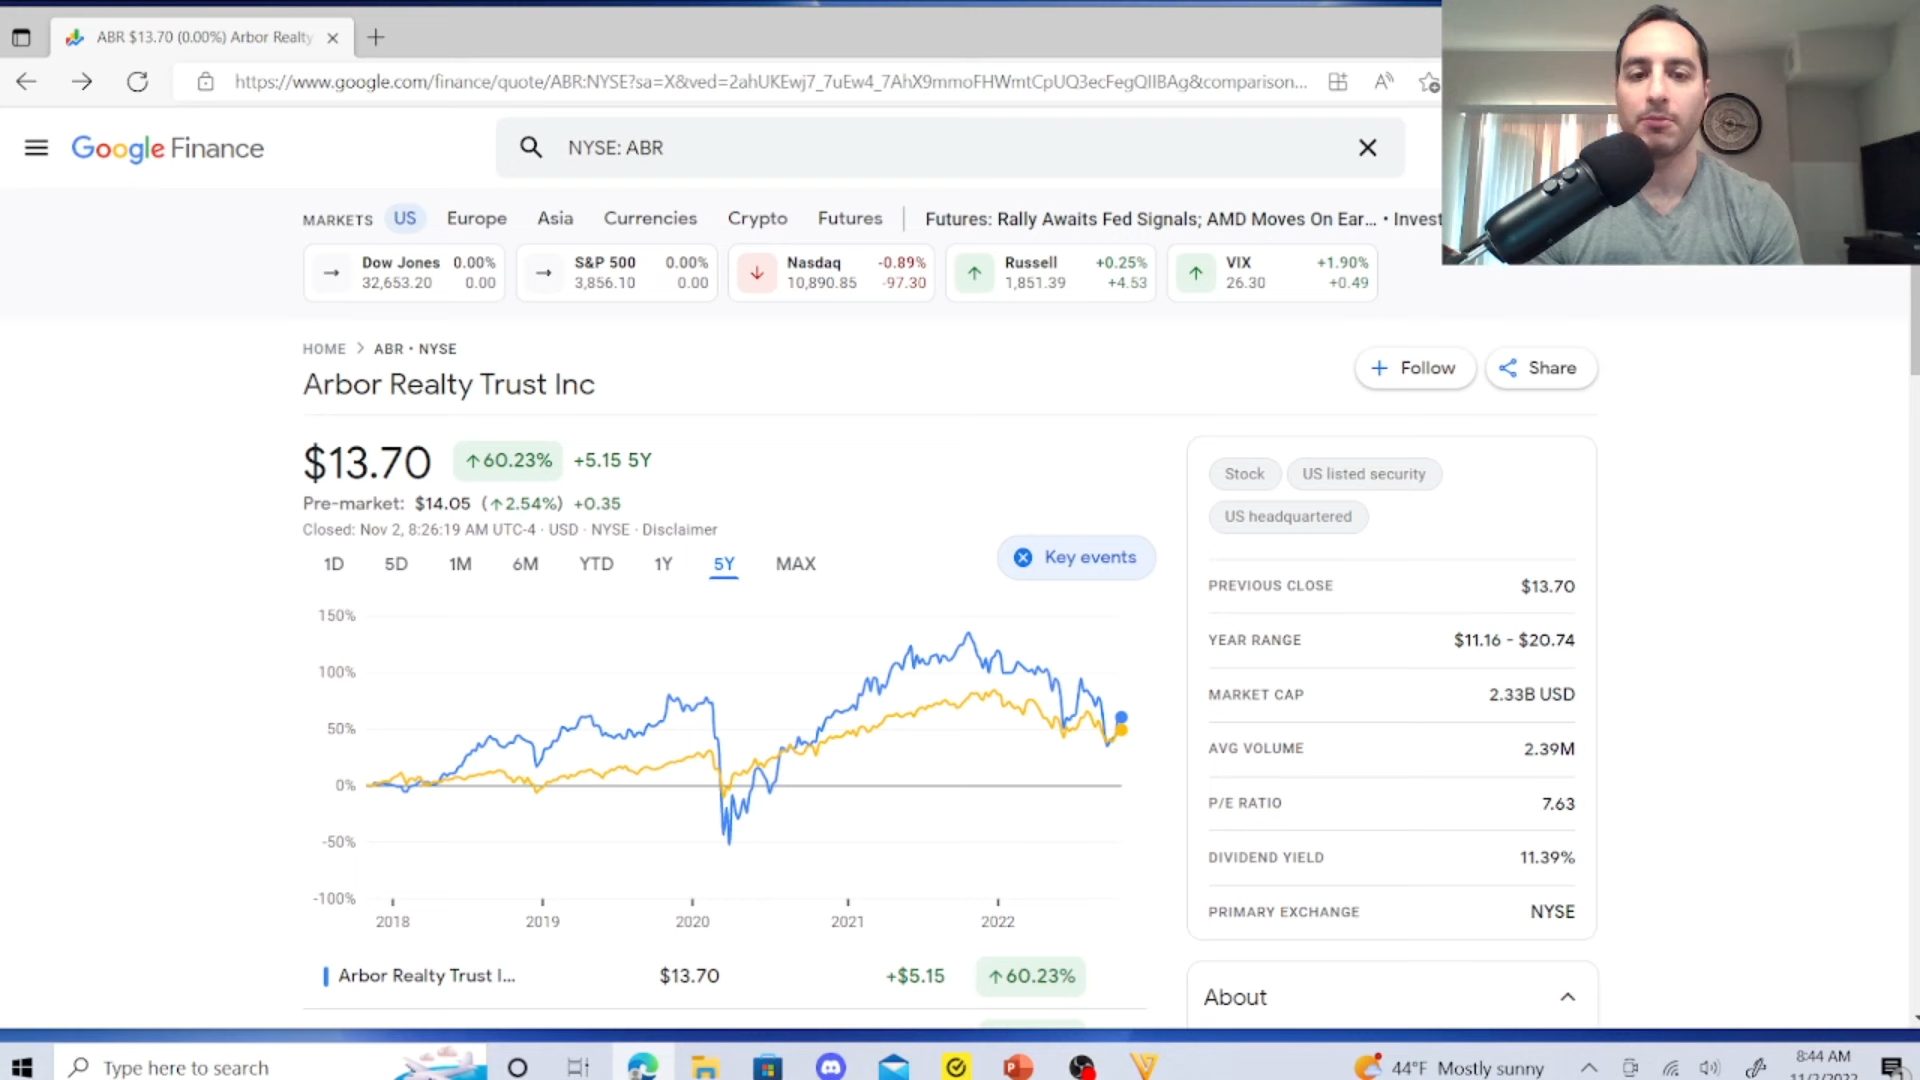 ABR $13.70 (0.00%) Arbor Realty
https://www.google.com/finance/quote/ABR:NYSE?sa=X&ved=2ahUKEwj7_7uEw4_7AhX9mmoFHWmtCpUQ3ecFegQIIBAg&comparison...
Google Finance
NYSE: ABR
MARKETS US Europe Asia Currencies Crypto Futures Futures: Rally Awaits Fed Signals; AMD Moves On Ear... • Invest
Dow Jones 0.00% S&P 500 0.00% Nasdaq -0.89% Russell +0.25% VIX +1.90%
32,653.20 0.00 3,856.10 0.00 10,890.85 -97.30 1,851.39 +4.53 26.30 +0.49
HOME > ABR • NYSE
Arbor Realty Trust Inc
+ Follow Share
$13.70 ↑60.23% +5.15 5Y
Pre-market: $14.05 (↑2.54%) +0.35
Closed: Nov 2, 8:26:19 AM UTC-4 · USD · NYSE · Disclaimer
1D 5D 1M 6M YTD 1Y 5Y MAX
Key events
150%
100%
50%
0%
-50%
-100%
2018 2019 2020 2021 2022
Arbor Realty Trust I... $13.70 +$5.15 ↑60.23%
Stock US listed security
US headquartered
PREVIOUS CLOSE $13.70
YEAR RANGE $11.16 - $20.74
MARKET CAP 2.33B USD
AVG VOLUME 2.39M
P/E RATIO 7.63
DIVIDEND YIELD 11.39%
PRIMARY EXCHANGE NYSE
About
Type here to search
44°F Mostly sunny
8:44 AM